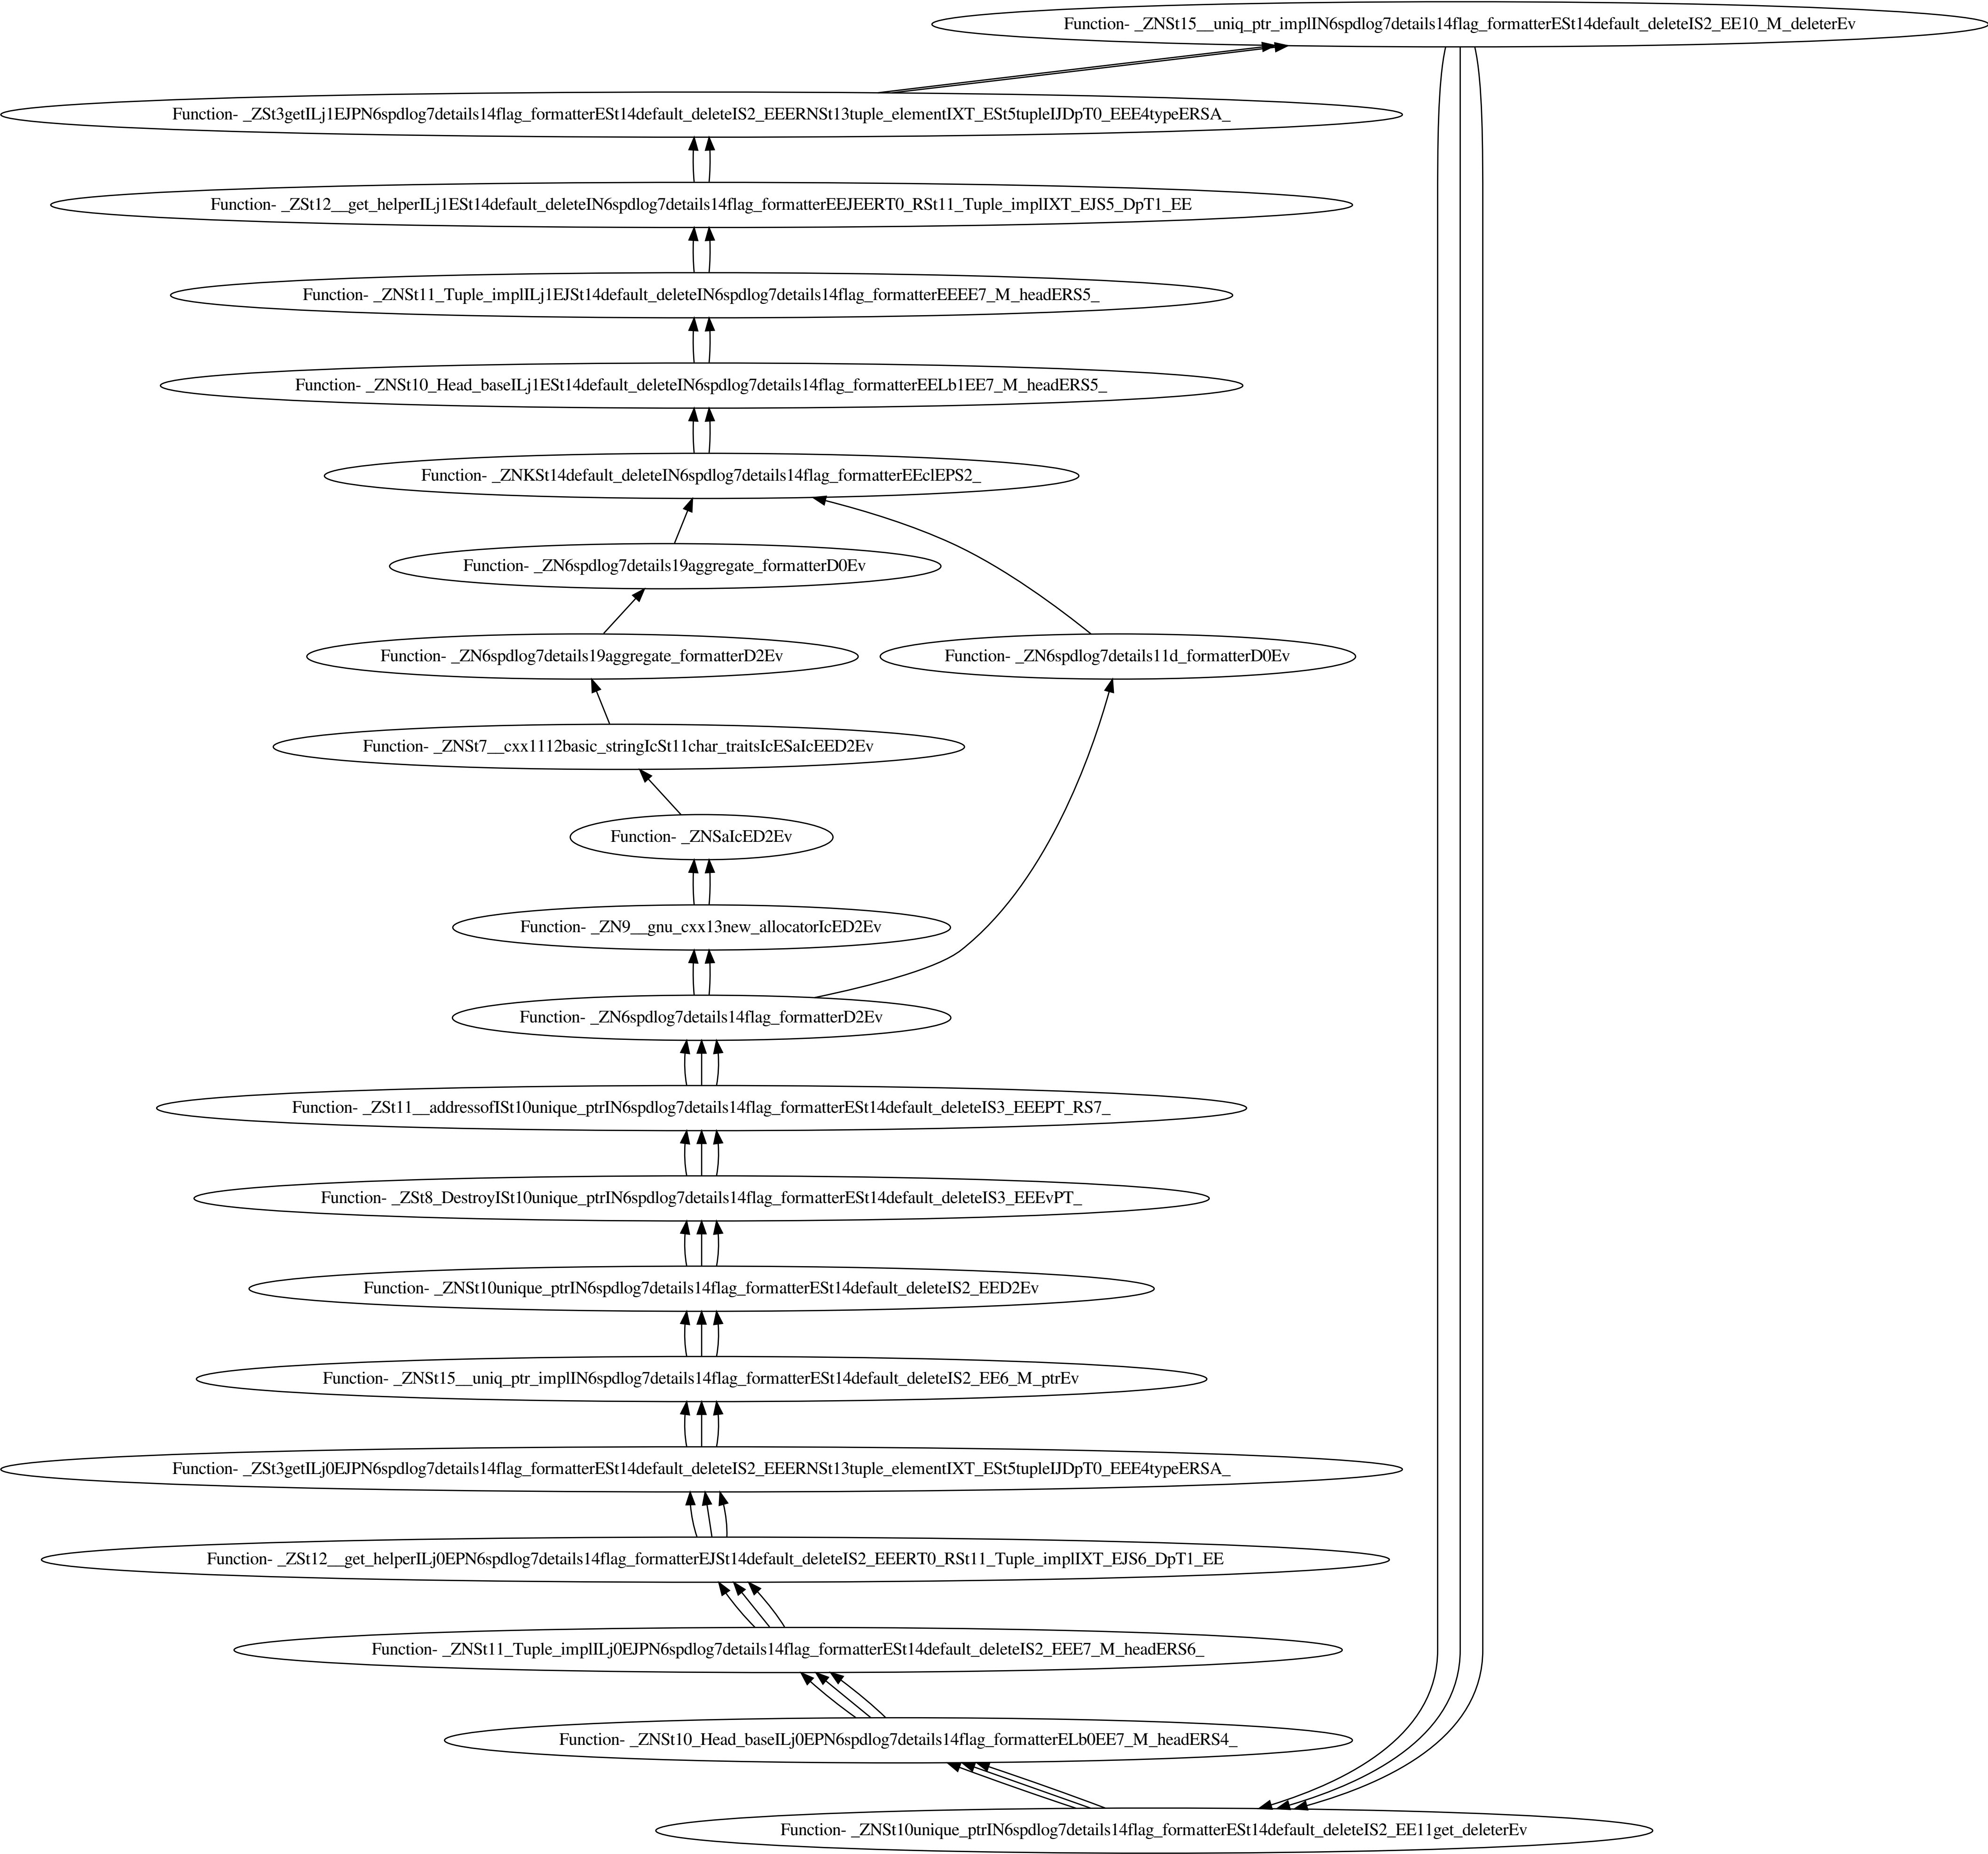 Function- _ZNSt15__uniq_ptr_implIN6spdlog7details14flag_formatterESt14default_deleteIS2_EE10_M_deleterEv
Function- _ZSt3getILj1EJPN6spdlog7details14flag_formatterESt14default_deleteIS2_EEERNSt13tuple_elementIXT_ESt5tupleIJDpT0_EEE4typeERSA_
Function- _ZSt12__get_helperILj1ESt14default_deleteIN6spdlog7details14flag_formatterEEJEERT0_RSt11_Tuple_implIXT_EJS5_DpT1_EE
Function- _ZNSt11_Tuple_implILj1EJSt14default_deleteIN6spdlog7details14flag_formatterEEEE7_M_headERS5_
Function- _ZNSt10_Head_baseILj1ESt14default_deleteIN6spdlog7details14flag_formatterEELb1EE7_M_headERS5_
Function- _ZNKSt14default_deleteIN6spdlog7details14flag_formatterEEclEPS2_
Function- _ZN6spdlog7details19aggregate_formatterD0Ev
Function- _ZN6spdlog7details19aggregate_formatterD2Ev
Function- _ZN6spdlog7details11d_formatterD0Ev
Function- _ZNSt7__cxx1112basic_stringIcSt11char_traitsIcESaIcEED2Ev
Function- _ZNSaIcED2Ev
Function- _ZN9__gnu_cxx13new_allocatorIcED2Ev
Function- _ZN6spdlog7details14flag_formatterD2Ev
Function- _ZSt11__addressofISt10unique_ptrIN6spdlog7details14flag_formatterESt14default_deleteIS3_EEEPT_RS7_
Function- _ZSt8_DestroyISt10unique_ptrIN6spdlog7details14flag_formatterESt14default_deleteIS3_EEEvPT_
Function- _ZNSt10unique_ptrIN6spdlog7details14flag_formatterESt14default_deleteIS2_EED2Ev
Function- _ZNSt15__uniq_ptr_implIN6spdlog7details14flag_formatterESt14default_deleteIS2_EE6_M_ptrEv
Function- _ZSt3getILj0EJPN6spdlog7details14flag_formatterESt14default_deleteIS2_EEERNSt13tuple_elementIXT_ESt5tupleIJDpT0_EEE4typeERSA_
Function- _ZSt12__get_helperILj0EPN6spdlog7details14flag_formatterEJSt14default_deleteIS2_EEERT0_RSt11_Tuple_implIXT_EJS6_DpT1_EE
Function- _ZNSt11_Tuple_implILj0EJPN6spdlog7details14flag_formatterESt14default_deleteIS2_EEE7_M_headERS6_
Function- _ZNSt10_Head_baseILj0EPN6spdlog7details14flag_formatterELb0EE7_M_headERS4_
Function- _ZNSt10unique_ptrIN6spdlog7details14flag_formatterESt14default_deleteIS2_EE11get_deleterEv